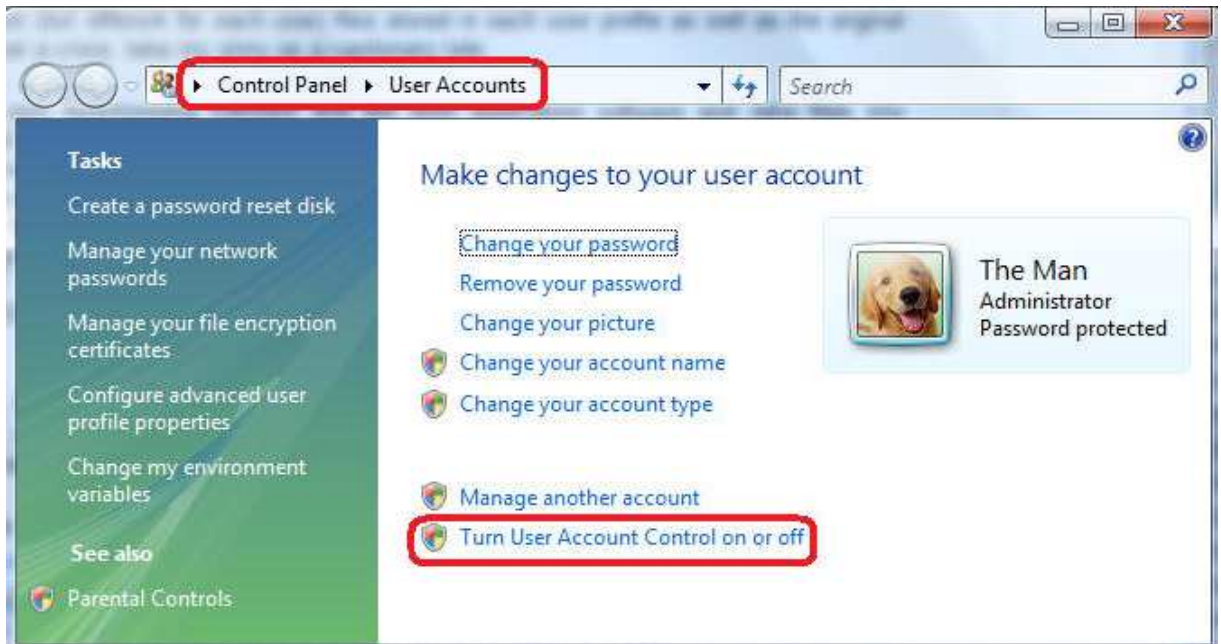 Control Panel User Accounts
Search
Tasks
Create a password reset disk
Manage your network
passwords
Manage your file encryption
certificates
Configure advanced user
profile properties
Change my environment
variables
See also
Parental Controls
Make changes to your user account
Change your password
Remove your password
Change your picture
Change your account name
Change your account type
Manage another account
Turn User Account Control on or off
The Man
Administrator
Password protected